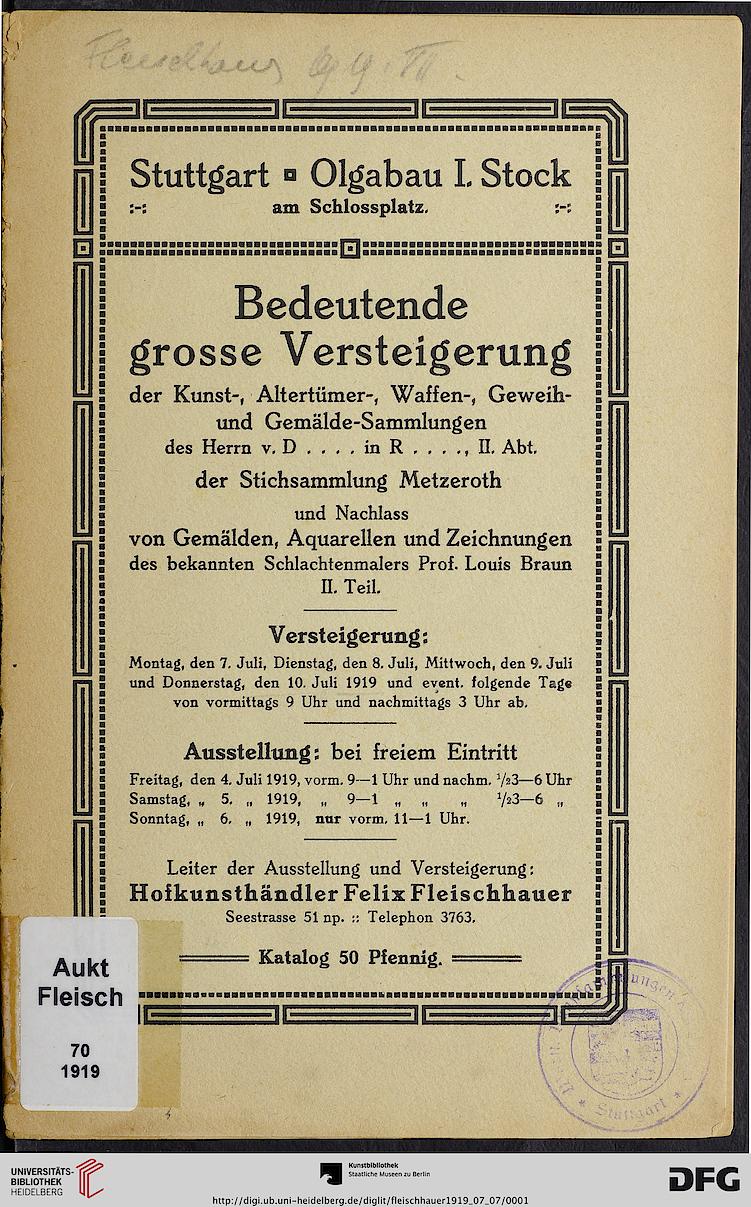 Stuttgart Olgabau I. Stock
:-: am Schlossplatz. :-:
Bedeutende
grosse Versteigerung
der Kunst-, Altertümer-, Waffen-, Geweih-
und Gemälde-Sammlungen
des Herrn v. D . . . . in R . . . ., II. Abt.
der Stichsammlung Metzeroth
und Nachlass
von Gemälden, Aquarellen und Zeichnungen
des bekannten Schlachtenmalers Prof. Louis Braun
II. Teil.
Versteigerung:
Montag, den 7. Juli, Dienstag, den 8. Juli, Mittwoch, den 9. Juli
und Donnerstag, den 10. Juli 1919 und event. folgende Tage
von vormittags 9 Uhr und nachmittags 3 Uhr ab.
Ausstellung: bei freiem Eintritt
Freitag, den 4. Juli 1919, vorm. 9—1 Uhr und nachm. ½3—6 Uhr
Samstag, „ 5. „ 1919, „ 9—1 „ „ „ ½3—6 „
Sonntag, „ 6. „ 1919, nur vorm. 11—1 Uhr.
Leiter der Ausstellung und Versteigerung:
Hofkunsthändler Felix Fleischhauer
Seestrasse 51 np. :: Telephon 3763.
Katalog 50 Pfennig.
Aukt
Fleisch
70
1919
Stuttgart
UNIVERSITÄTS-
BIBLIOTHEK
HEIDELBERG
Kunstbibliothek
Staatliche Museen zu Berlin
DFG
http://digi.ub.uni-heidelberg.de/diglit/fleischhauer1919_07_07/0001